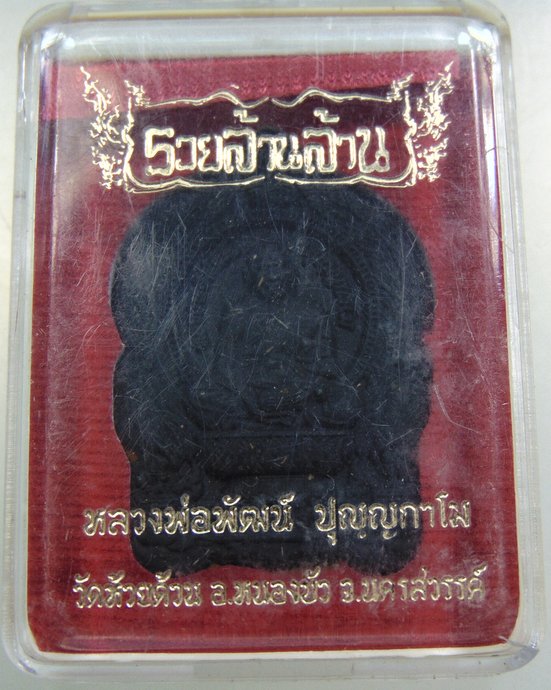 รวยล้านล้าน
หลวงพ่อพัฒน์ ปุญฺญกาโม
วัดห้วยด้วน อ.หนองบัว จ.นครสวรรค์